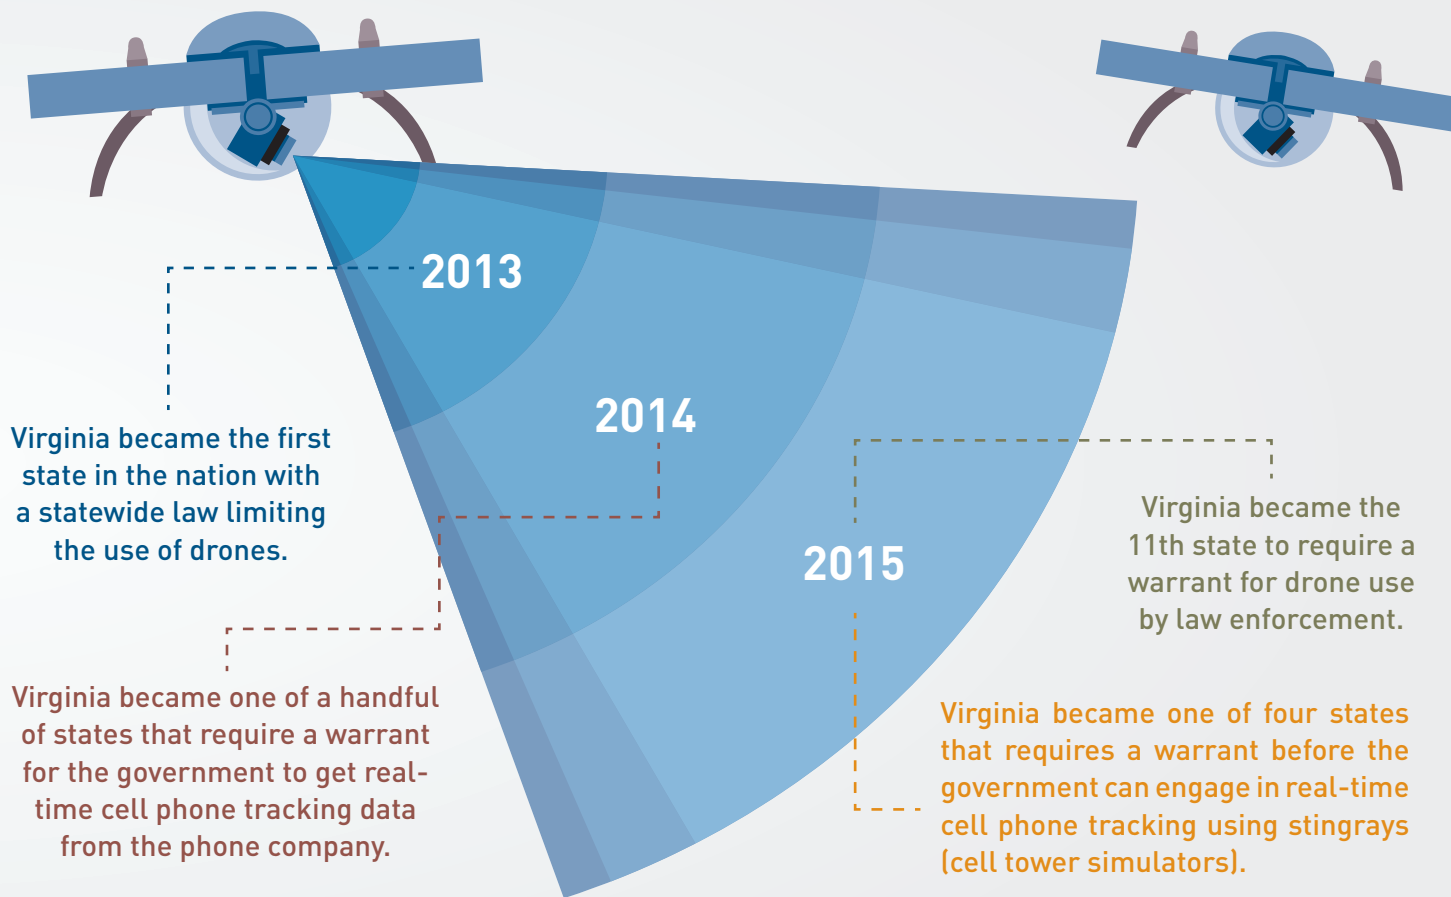 2013
Virginia became the first
state in the nation with
a statewide law limiting
the use of drones.
2014
Virginia became one of a handful
of states that require a warrant
for the government to get real-
time cell phone tracking data
from the phone company.
2015
Virginia became the
11th state to require a
warrant for drone use
by law enforcement.
Virginia became one of four states
that requires a warrant before the
government can engage in real-time
cell phone tracking using stingrays
(cell tower simulators).